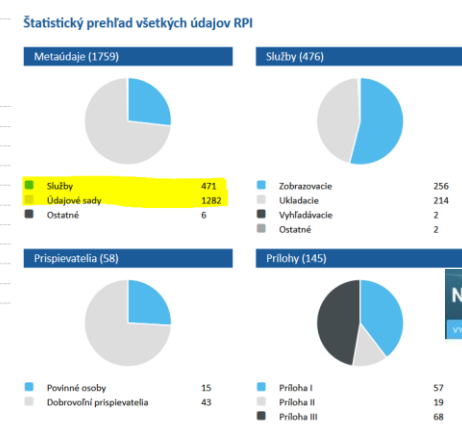 Štatistický prehľad všetkých údajov RPI
Metaúdaje (1759)
Služby 471
Údajové sady 1282
Ostatné 6
Služby (476)
Zobrazovacie 256
Ukladacie 214
Vyhľadávacie 2
Ostatné 2
Prispievatelia (58)
Povinné osoby 15
Dobrovoľní prispievatelia 43
Prílohy (145)
Príloha I 57
Príloha II 19
Príloha III 68
N